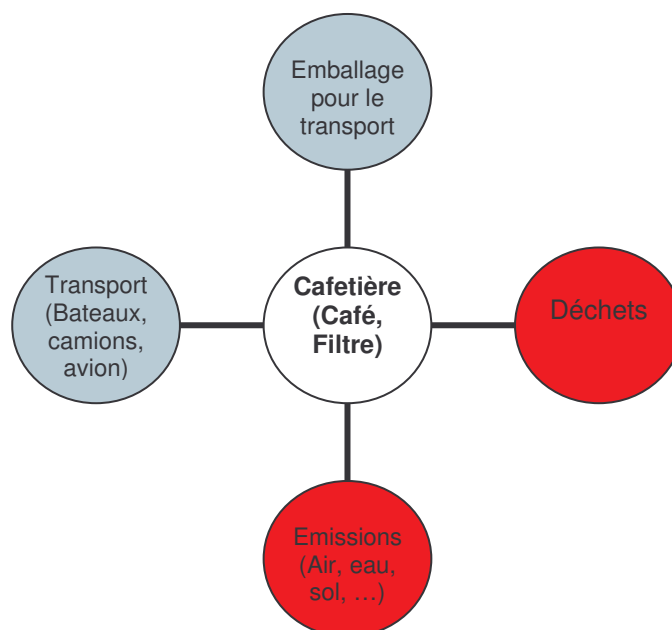 Emballage
pour le
transport
Transport
(Bateaux,
camions,
avion)
Cafetière
(Café,
Filtre)
Déchets
Emissions
(Air, eau,
sol, …)